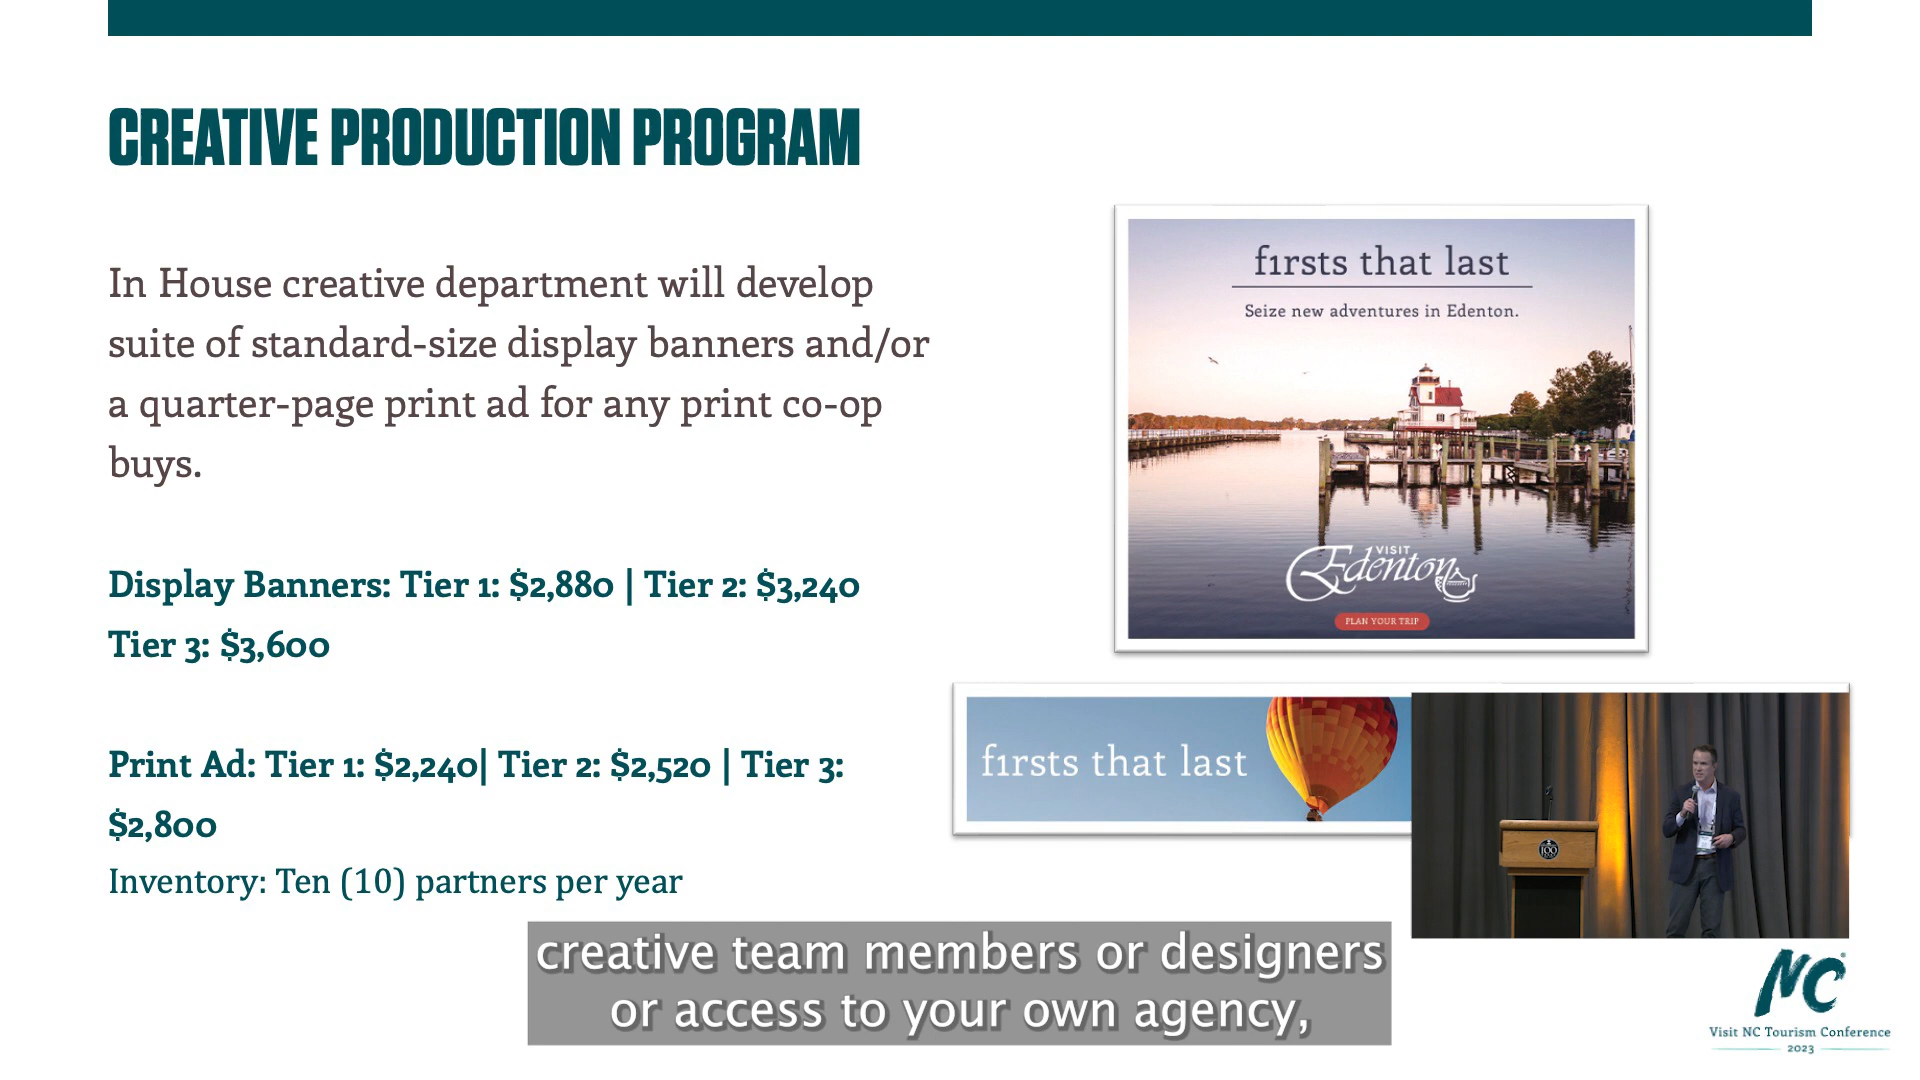 CREATIVE PRODUCTION PROGRAM
In House creative department will develop
suite of standard-size display banners and/or
a quarter-page print ad for any print co-op
buys.
Display Banners: Tier 1: $2,880 | Tier 2: $3,240
Tier 3: $3,600
Print Ad: Tier 1: $2,240| Tier 2: $2,520 | Tier 3:
$2,800
Inventory: Ten (10) partners per year
firsts that last
Seize new adventures in Edenton.
VISIT
Edenton
PLAN YOUR TRIP
firsts that last
100
creative team members or designers
or access to your own agency,
NC
Visit NC Tourism Conference
2023